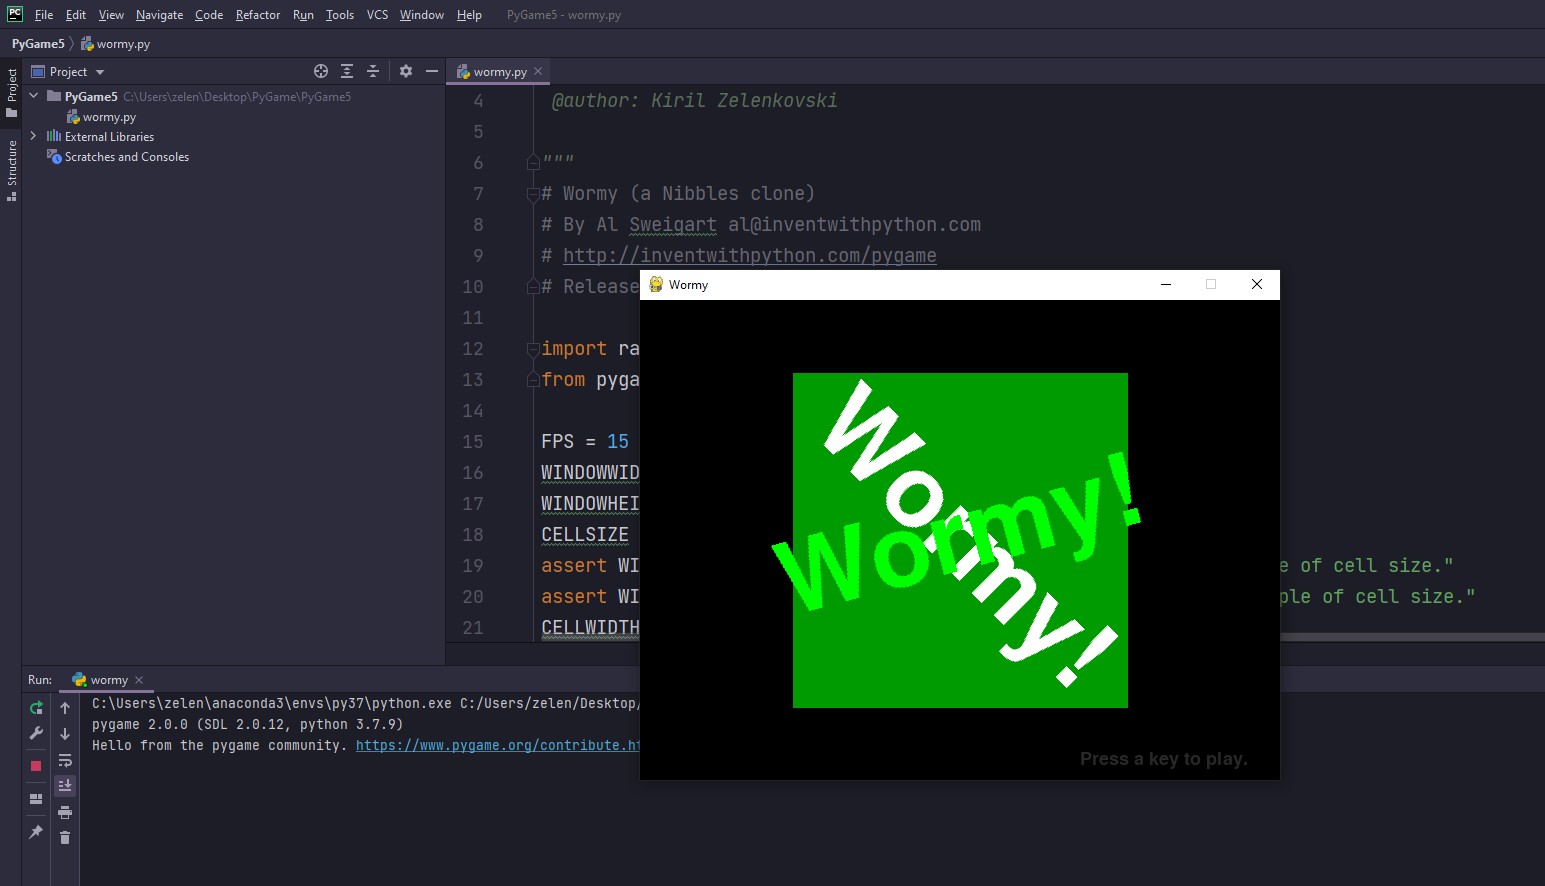 PC File Edit View Navigate Code Refactor Run Tools VCS Window Help PyGame5 - wormy.py
PyGame5 wormy.py
Project
Structure
Project
PyGame5 C:\Users\zelen\Desktop\PyGame\PyGame5
wormy.py
External Libraries
Scratches and Consoles
wormy.py
4 @author: Kiril Zelenkovski
5
6 """
7 # Wormy (a Nibbles clone)
8 # By Al Sweigart al@inventwithpython.com
9 # http://inventwithpython.com/pygame
10 # Release
11
12 import ra
13 from pyga
14
15 FPS = 15
16 WINDOWWID
17 WINDOWHEI
18 CELLSIZE
19 assert WI e of cell size."
20 assert WI ple of cell size."
21 CELLWIDTH
Wormy
Wormy!
Wormy!
Press a key to play.
Run: wormy
C:\Users\zelen\anaconda3\envs\py37\python.exe C:/Users/zelen/Desktop/
pygame 2.0.0 (SDL 2.0.12, python 3.7.9)
Hello from the pygame community. https://www.pygame.org/contribute.ht